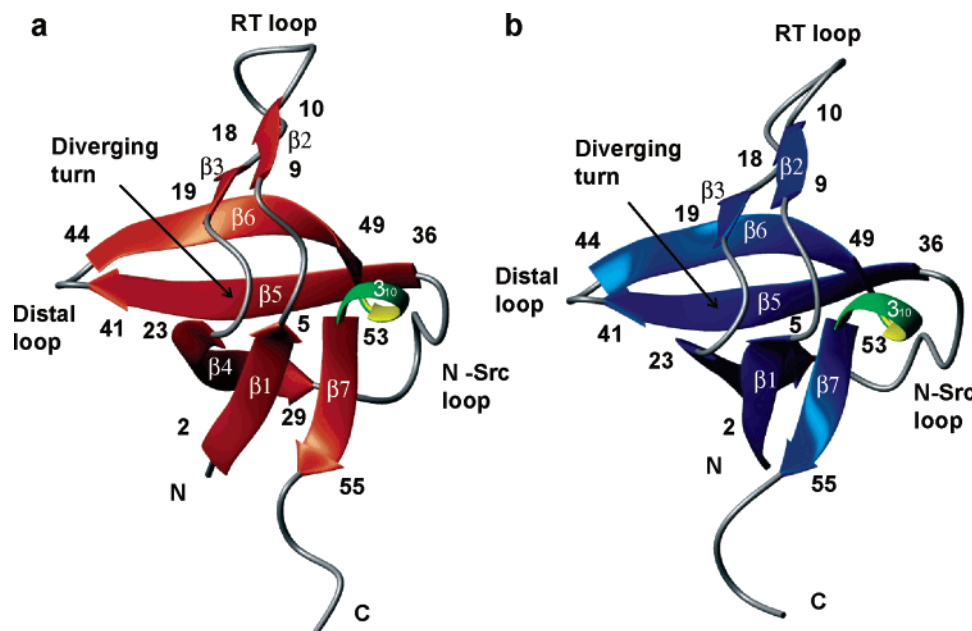 a
RT loop
10
18
β2
Diverging
turn
β3
9
19
44
β6
49
36
Distal
loop
β5
3₁₀
41
23
5
53
β4
β1
β7
N -Src
loop
2
29
N
55
C
b
RT loop
10
18
β2
Diverging
turn
β3
9
19
44
β6
49
36
Distal
loop
β5
3₁₀
41
5
53
23
β1
β7
N-Src
loop
2
N
55
C